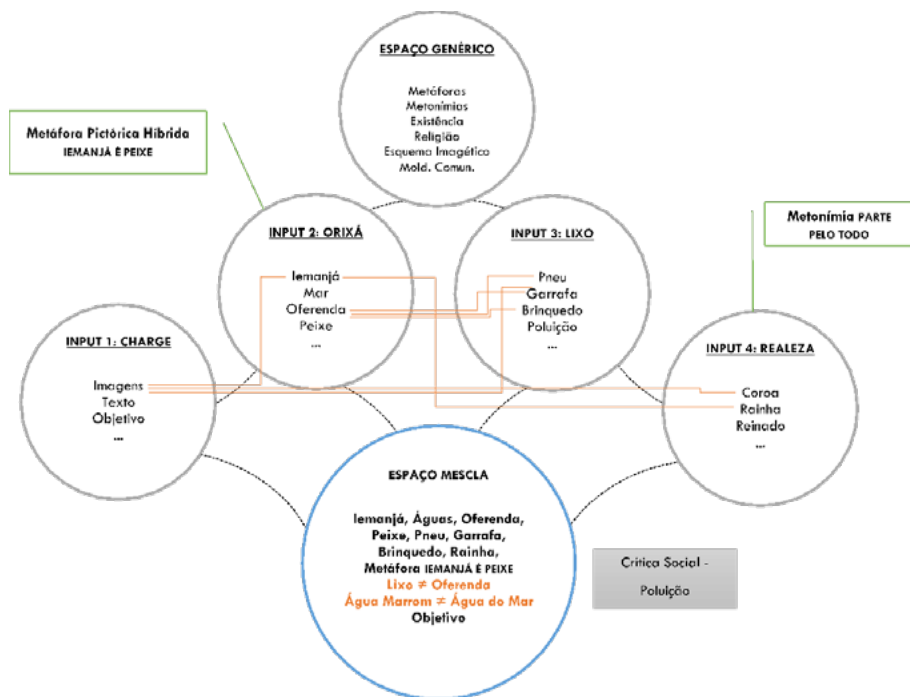 ESPAÇO GENÉRICO
Metáforas
Metonímias
Existência
Religião
Esquema Imagético
Mold. Comun.
Metáfora Pictórica Híbrida
IEMANJÁ É PEIXE
INPUT 2: ORIXÁ
Iemanjá
Mar
Oferenda
Peixe
...
INPUT 3: LIXO
Pneu
Garrafa
Brinquedo
Poluição
...
Metonímia PARTE
PELO TODO
INPUT 1: CHARGE
Imagens
Texto
Objetivo
...
INPUT 4: REALEZA
Coroa
Rainha
Reinado
...
ESPAÇO MESCLA
Iemanjá, Águas, Oferenda,
Peixe, Pneu, Garrafa,
Brinquedo, Rainha,
Metáfora IEMANJÁ É PEIXE
Lixo ≠ Oferenda
Água Marrom ≠ Água do Mar
Objetivo
Crítica Social -
Poluição